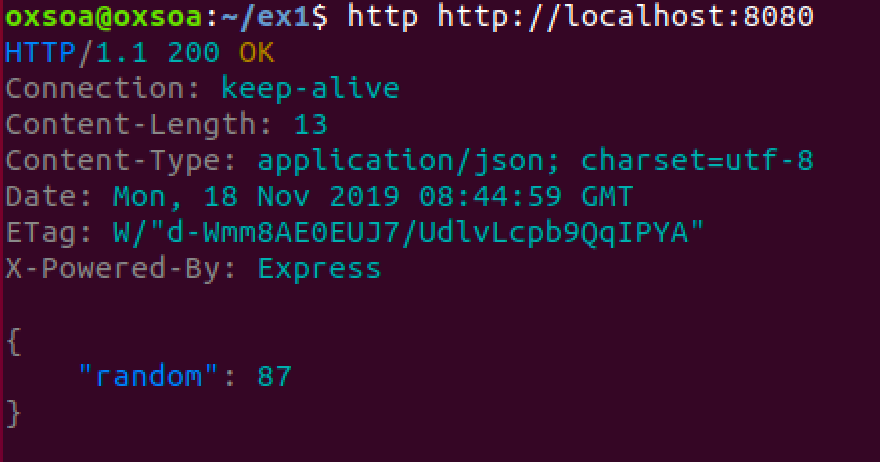 oxsoa@oxsoa:~/ex1$ http http://localhost:8080
HTTP/1.1 200 OK
Connection: keep-alive
Content-Length: 13
Content-Type: application/json; charset=utf-8
Date: Mon, 18 Nov 2019 08:44:59 GMT
ETag: W/"d-Wmm8AE0EUJ7/UdlvLcpb9QqIPYA"
X-Powered-By: Express

{
    "random": 87
}